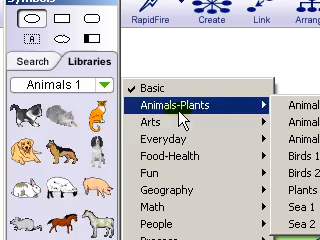 Symbols
RapidFire Create Link Arrang
Search Libraries
Animals 1
Basic
Animals-Plants
Arts
Everyday
Food-Health
Fun
Geography
Math
People
Animal
Animal
Animal
Birds 1
Birds 2
Plants
Sea 1
Sea 2